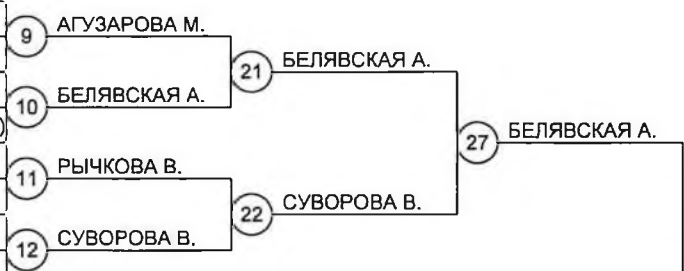 9 АГУЗАРОВА М.
21 БЕЛЯВСКАЯ А.
10 БЕЛЯВСКАЯ А.
27 БЕЛЯВСКАЯ А.
11 РЫЧКОВА В.
22 СУВОРОВА В.
12 СУВОРОВА В.